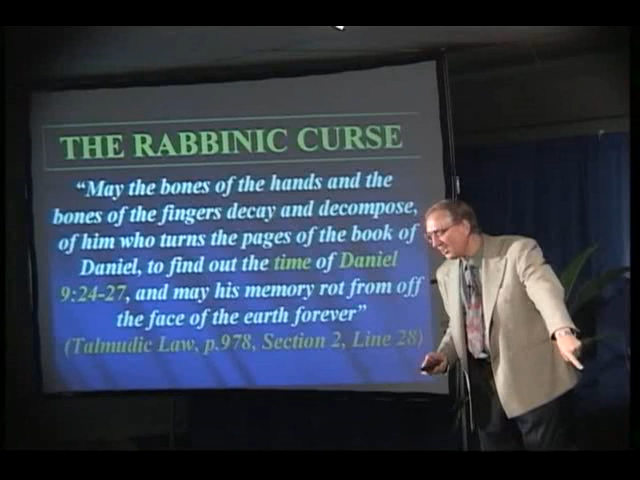 THE RABBINIC CURSE
“May the bones of the hands and the
bones of the fingers decay and decompose,
of him who turns the pages of the book of
Daniel, to find out the time of Daniel
9:24-27, and may his memory rot from off
the face of the earth forever”
(Talmudic Law, p.978, Section 2, Line 28)